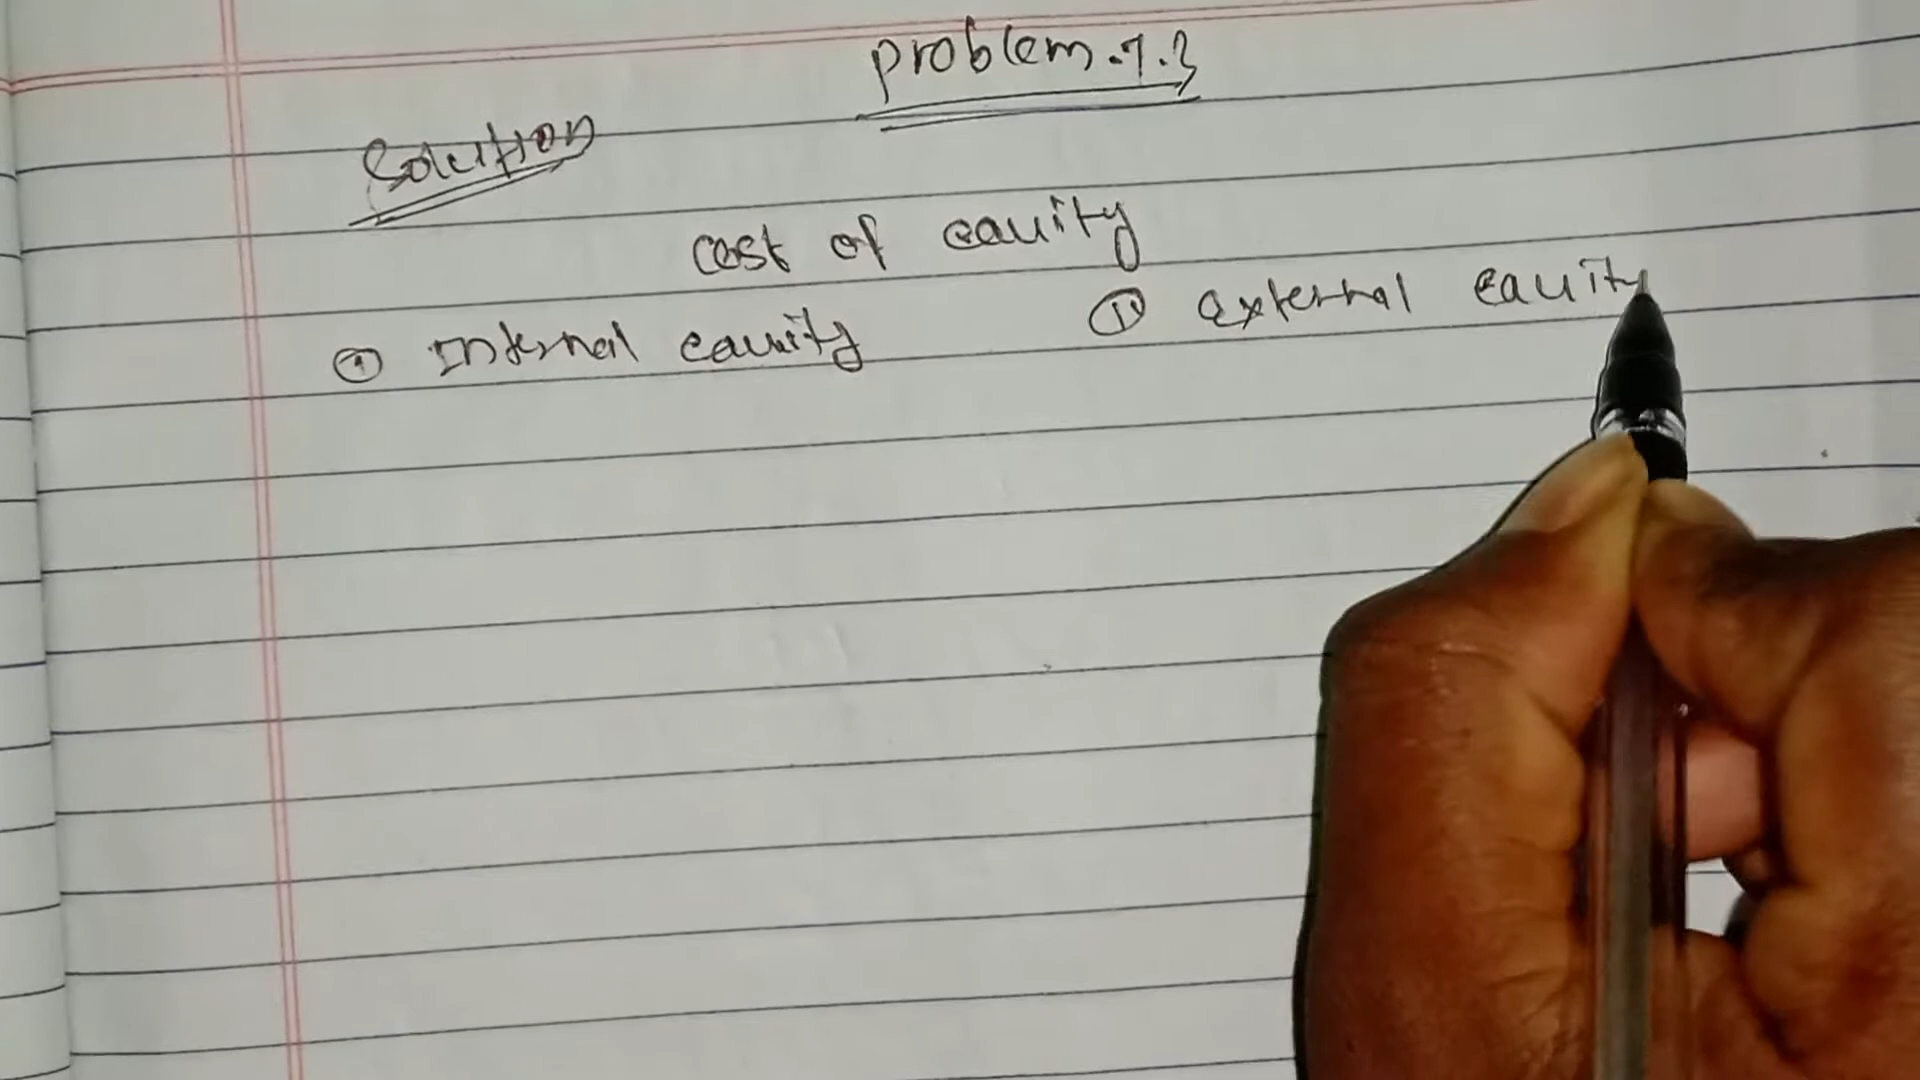 Problem.7.3
Solution
Cost of equity
① Internal equity ② external equity